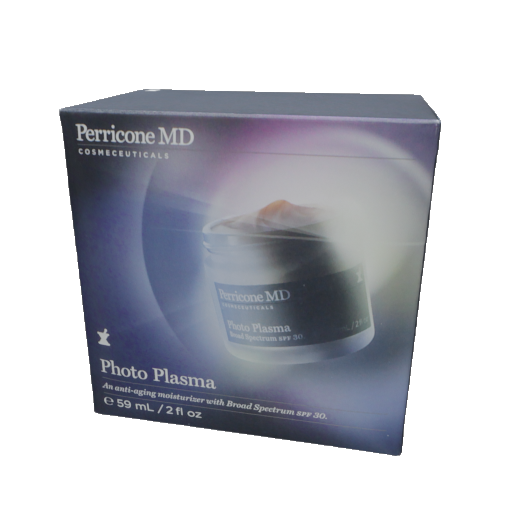 Perricone MD
COSMECEUTICALS
Perricone MD
COSMECEUTICALS
Photo Plasma
Broad Spectrum SPF 30
Photo Plasma
An anti-aging moisturizer with Broad Spectrum SPF 30.
℮ 59 mL / 2 fl oz